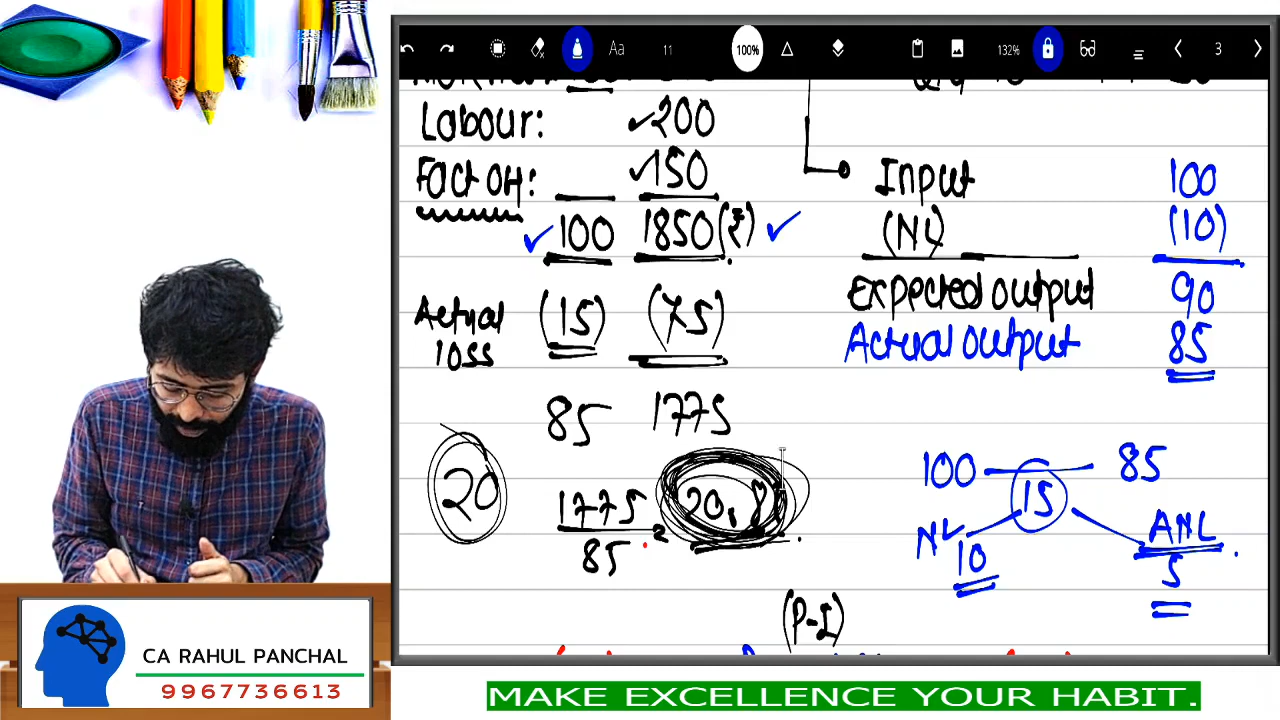 Aa 11 100% 132% 3
Labour: ✓200
Fact OH: ✓150
✓100 1850(₹) ✓
Actual loss (15) (75)
85 1775
20
1775
85
20.8
Input 100
(NL) (10)
Expected output 90
Actual output 85
100 85
15
NL ANL
10 5
(P-I)
CA RAHUL PANCHAL
9967736613
MAKE EXCELLENCE YOUR HABIT.